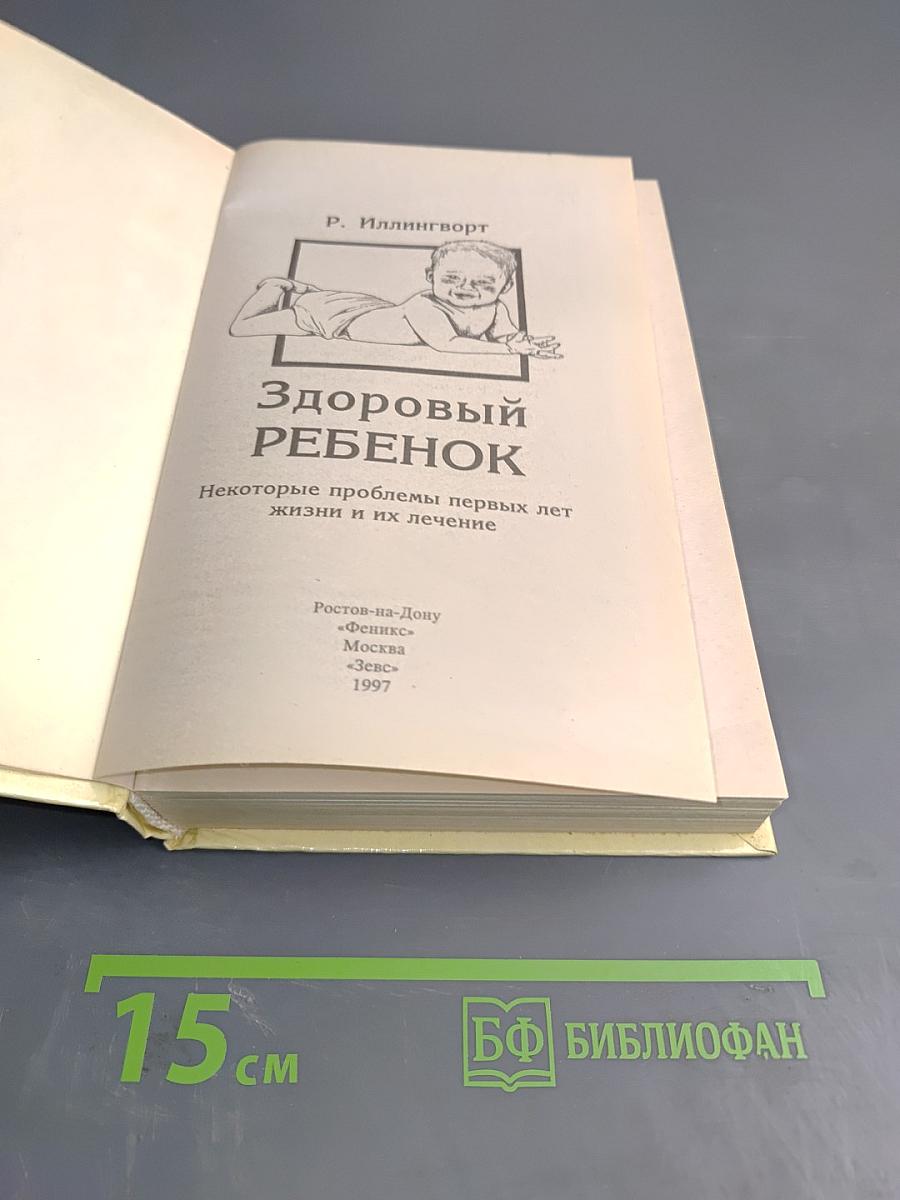 Р. Иллингворт
Здоровый
РЕБЕНОК
Некоторые проблемы первых лет
жизни и их лечение
Ростов-на-Дону
«Феникс»
Москва
«Зевс»
1997
15 см
БФ БИБЛИОФАН